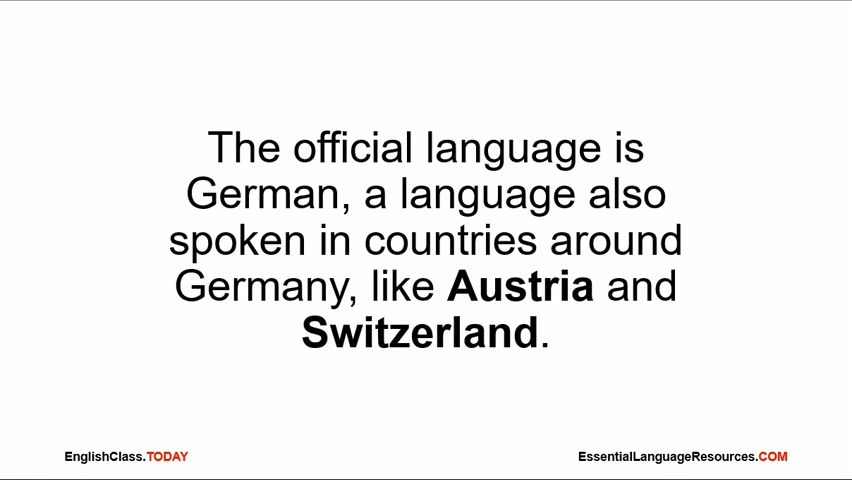 The official language is
German, a language also
spoken in countries around
Germany, like Austria and
Switzerland.
EnglishClass.TODAY
EssentialLanguageResources.COM